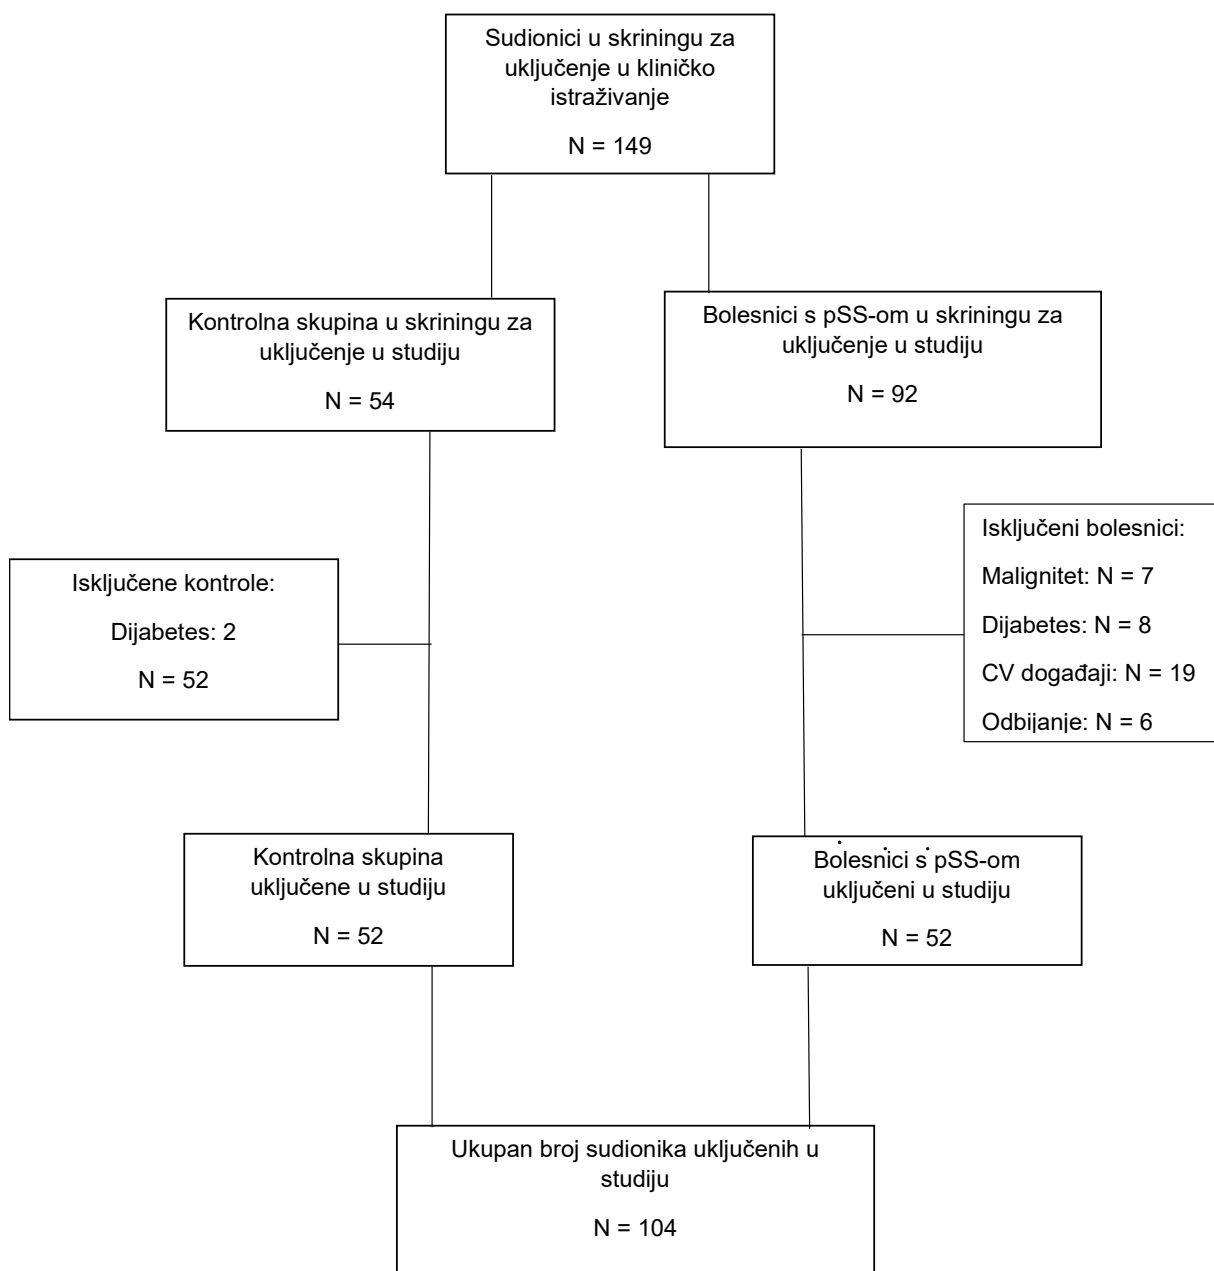 Sudionici u skriningu za
uključenje u kliničko
istraživanje
N = 149
Kontrolna skupina u skriningu za
uključenje u studiju
N = 54
Bolesnici s pSS-om u skriningu za
uključenje u studiju
N = 92
Isključene kontrole:
Dijabetes: 2
N = 52
Isključeni bolesnici:
Malignitet: N = 7
Dijabetes: N = 8
CV događaji: N = 19
Odbijanje: N = 6
Kontrolna skupina
uključene u studiju
N = 52
Bolesnici s pSS-om
uključeni u studiju
N = 52
Ukupan broj sudionika uključenih u
studiju
N = 104